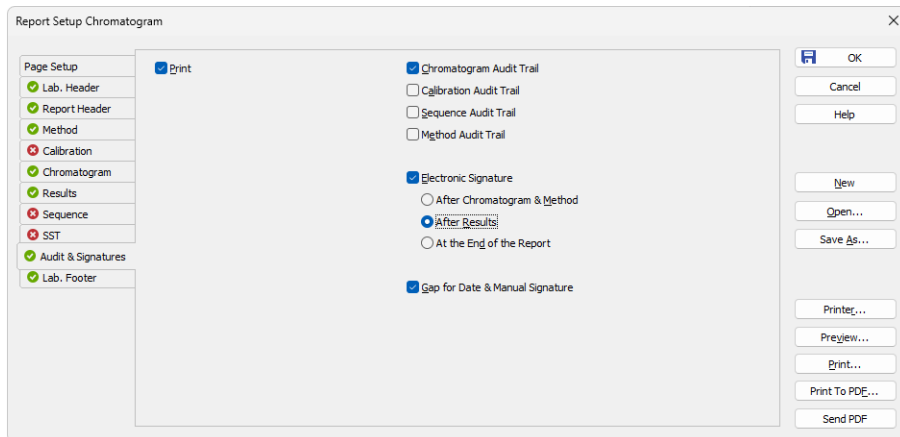 Report Setup Chromatogram
Page Setup
Lab. Header
Report Header
Method
Calibration
Chromatogram
Results
Sequence
SST
Audit & Signatures
Lab. Footer
Print
Chromatogram Audit Trail
Calibration Audit Trail
Sequence Audit Trail
Method Audit Trail
Electronic Signature
After Chromatogram & Method
After Results
At the End of the Report
Gap for Date & Manual Signature
OK
Cancel
Help
New
Open...
Save As...
Printer...
Preview...
Print...
Print To PDF...
Send PDF